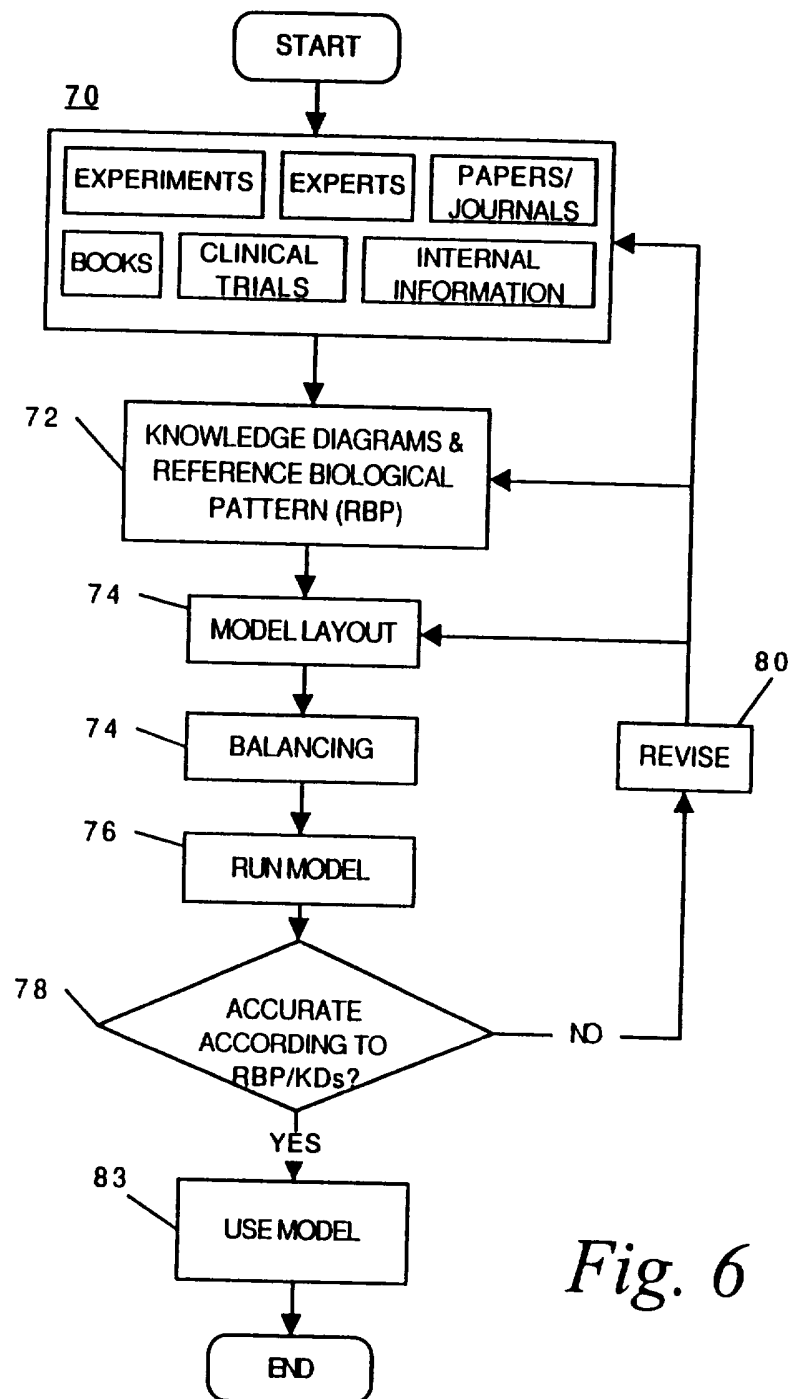 START
70
EXPERIMENTS
EXPERTS
PAPERS/
JOURNALS
BOOKS
CLINICAL
TRIALS
INTERNAL
INFORMATION
72
KNOWLEDGE DIAGRAMS &
REFERENCE BIOLOGICAL
PATTERN (RBP)
74
MODEL LAYOUT
80
74
BALANCING
REVISE
76
RUN MODEL
78
ACCURATE
ACCORDING TO
RBP/KDs?
NO
YES
83
USE MODEL
Fig. 6
END